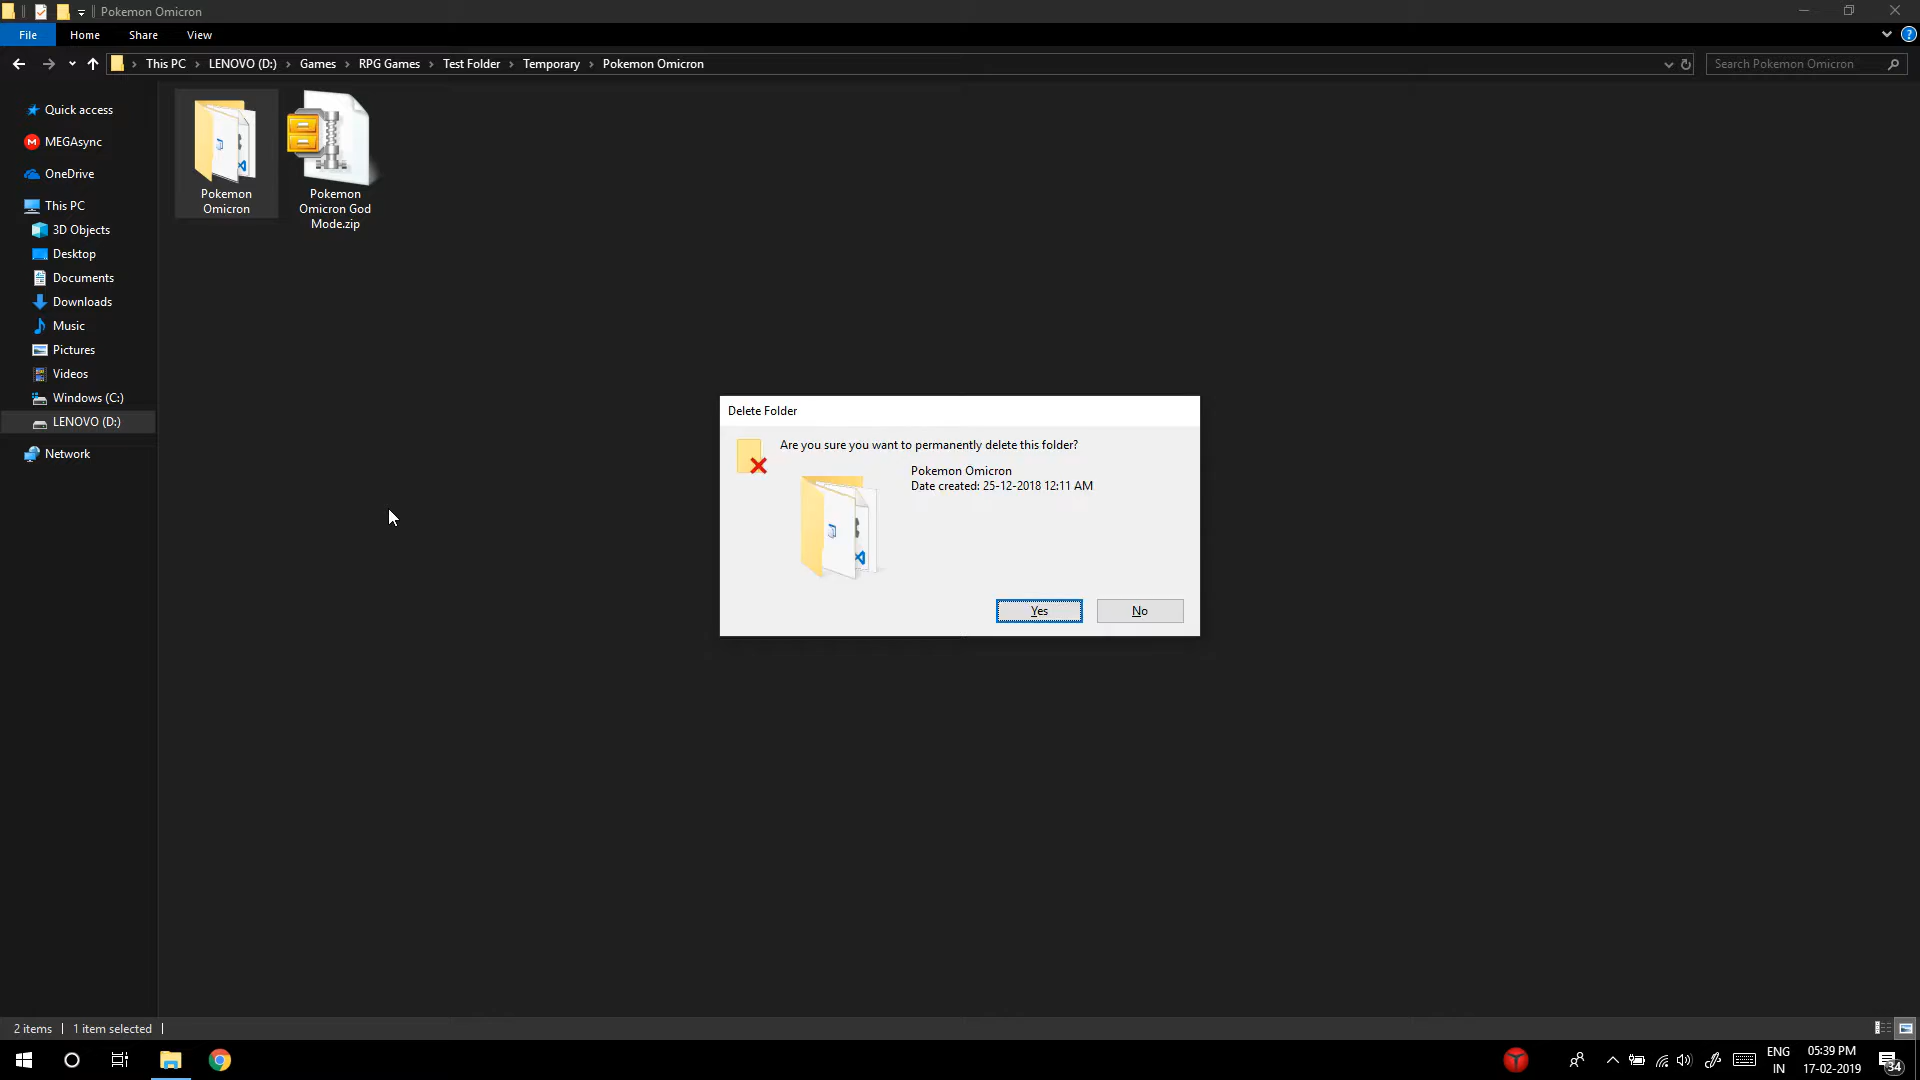 Pokemon Omicron
File Home Share View
This PC LENOVO (D:) Games RPG Games Test Folder Temporary Pokemon Omicron
Search Pokemon Omicron
Quick access
MEGAsync
OneDrive
This PC
3D Objects
Desktop
Documents
Downloads
Music
Pictures
Videos
Windows (C:)
LENOVO (D:)
Network
Pokemon
Omicron
Pokemon
Omicron God
Mode.zip
Delete Folder
Are you sure you want to permanently delete this folder?
Pokemon Omicron
Date created: 25-12-2018 12:11 AM
Yes No
2 items 1 item selected
ENG
IN
05:39 PM
17-02-2019
34